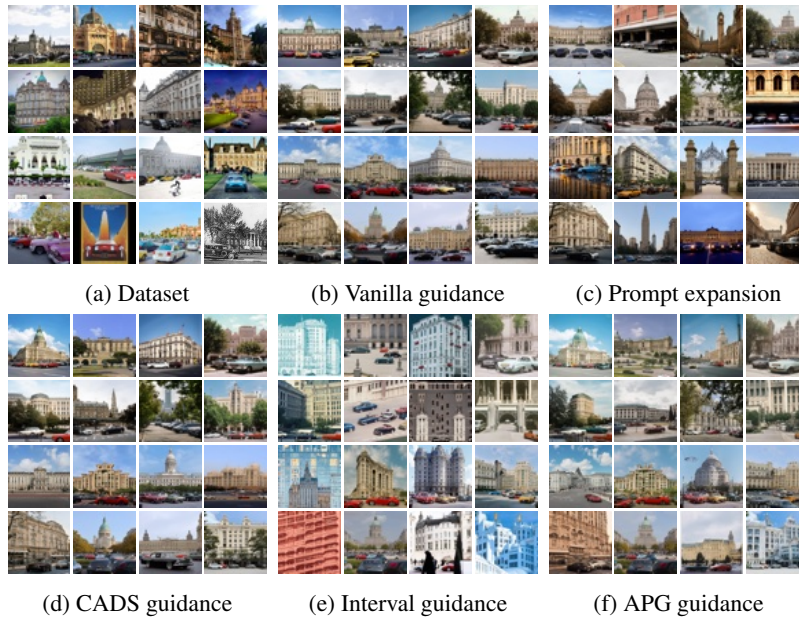 (a) Dataset
(b) Vanilla guidance
(c) Prompt expansion
(d) CADS guidance
(e) Interval guidance
(f) APG guidance